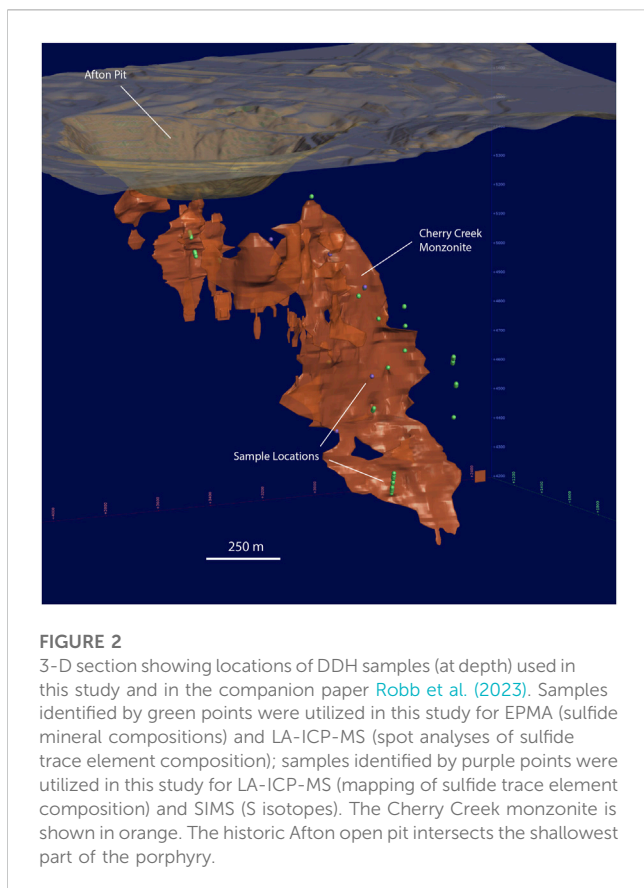 Afton Pit
Cherry Creek
Monzonite
Sample Locations
250 m
FIGURE 2
3-D section showing locations of DDH samples (at depth) used in
this study and in the companion paper Robb et al. (2023). Samples
identified by green points were utilized in this study for EPMA (sulfide
mineral compositions) and LA-ICP-MS (spot analyses of sulfide
trace element composition); samples identified by purple points were
utilized in this study for LA-ICP-MS (mapping of sulfide trace element
composition) and SIMS (S isotopes). The Cherry Creek monzonite is
shown in orange. The historic Afton open pit intersects the shallowest
part of the porphyry.